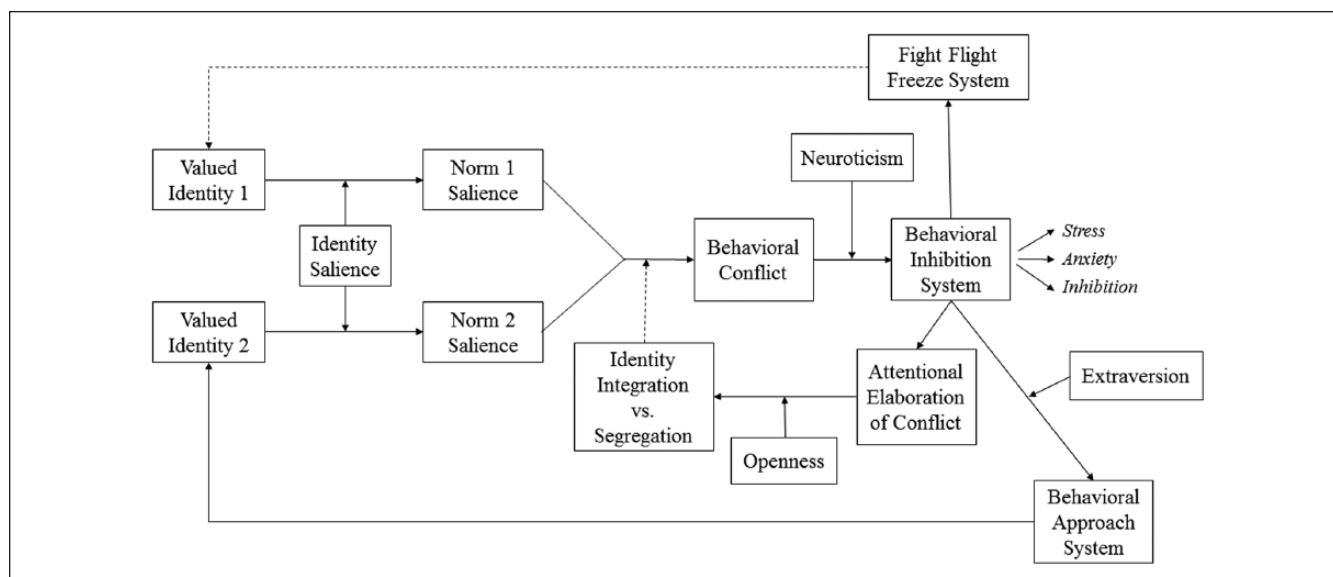 Fight Flight
Freeze System
Neuroticism
Valued
Identity 1
Norm 1
Salience
Identity
Salience
Behavioral
Conflict
Behavioral
Inhibition
System
Stress
Anxiety
Inhibition
Valued
Identity 2
Norm 2
Salience
Identity
Integration
vs.
Segregation
Attentional
Elaboration
of Conflict
Extraversion
Openness
Behavioral
Approach
System